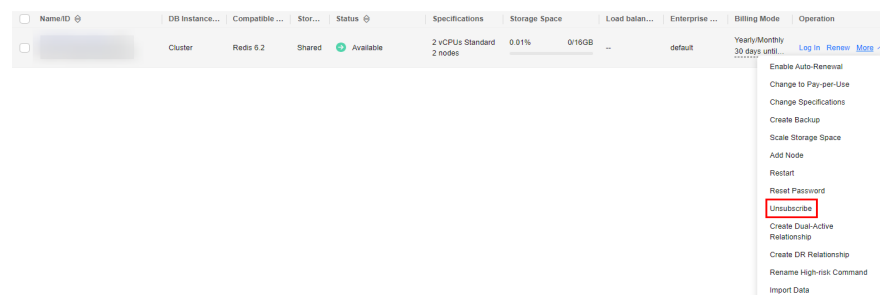 Name/ID DB Instance... Compatible ... Stor... Status Specifications Storage Space Load balan... Enterprise ... Billing Mode Operation
Cluster Redis 6.2 Shared Available 2 vCPUs Standard 0.01% 0/16GB -- default Yearly/Monthly Log In Renew More
2 nodes 30 days until...
Enable Auto-Renewal
Change to Pay-per-Use
Change Specifications
Create Backup
Scale Storage Space
Add Node
Restart
Reset Password
Unsubscribe
Create Dual-Active
Relationship
Create DR Relationship
Rename High-risk Command
Import Data